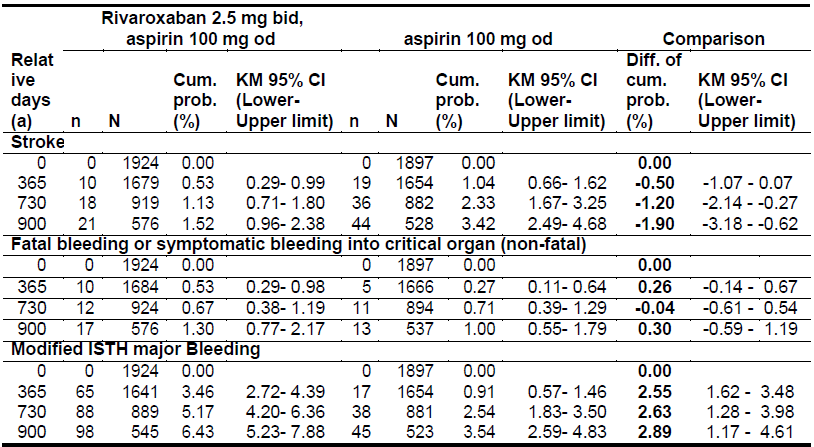 Rivaroxaban 2.5 mg bid, aspirin 100 mg od aspirin 100 mg od Comparison
Relative days (a) n N Cum. prob. (%) KM 95% CI (Lower-Upper limit) n N Cum. prob. (%) KM 95% CI (Lower-Upper limit) Diff. of cum. prob. (%) KM 95% CI (Lower-Upper limit)
Stroke
0 0 1924 0.00 0 1897 0.00 0.00
365 10 1679 0.53 0.29- 0.99 19 1654 1.04 0.66- 1.62 -0.50 -1.07 - 0.07
730 18 919 1.13 0.71- 1.80 36 882 2.33 1.67- 3.25 -1.20 -2.14 - -0.27
900 21 576 1.52 0.96- 2.38 44 528 3.42 2.49- 4.68 -1.90 -3.18 - -0.62
Fatal bleeding or symptomatic bleeding into critical organ (non-fatal)
0 0 1924 0.00 0 1897 0.00 0.00
365 10 1684 0.53 0.29- 0.98 5 1666 0.27 0.11- 0.64 0.26 -0.14 - 0.67
730 12 924 0.67 0.38- 1.19 11 894 0.71 0.39- 1.29 -0.04 -0.61 - 0.54
900 17 576 1.30 0.77- 2.17 13 537 1.00 0.55- 1.79 0.30 -0.59 - 1.19
Modified ISTH major Bleeding
0 0 1924 0.00 0 1897 0.00 0.00
365 65 1641 3.46 2.72- 4.39 17 1654 0.91 0.57- 1.46 2.55 1.62 - 3.48
730 88 889 5.17 4.20- 6.36 38 881 2.54 1.83- 3.50 2.63 1.28 - 3.98
900 98 545 6.43 5.23- 7.88 45 523 3.54 2.59- 4.83 2.89 1.17 - 4.61